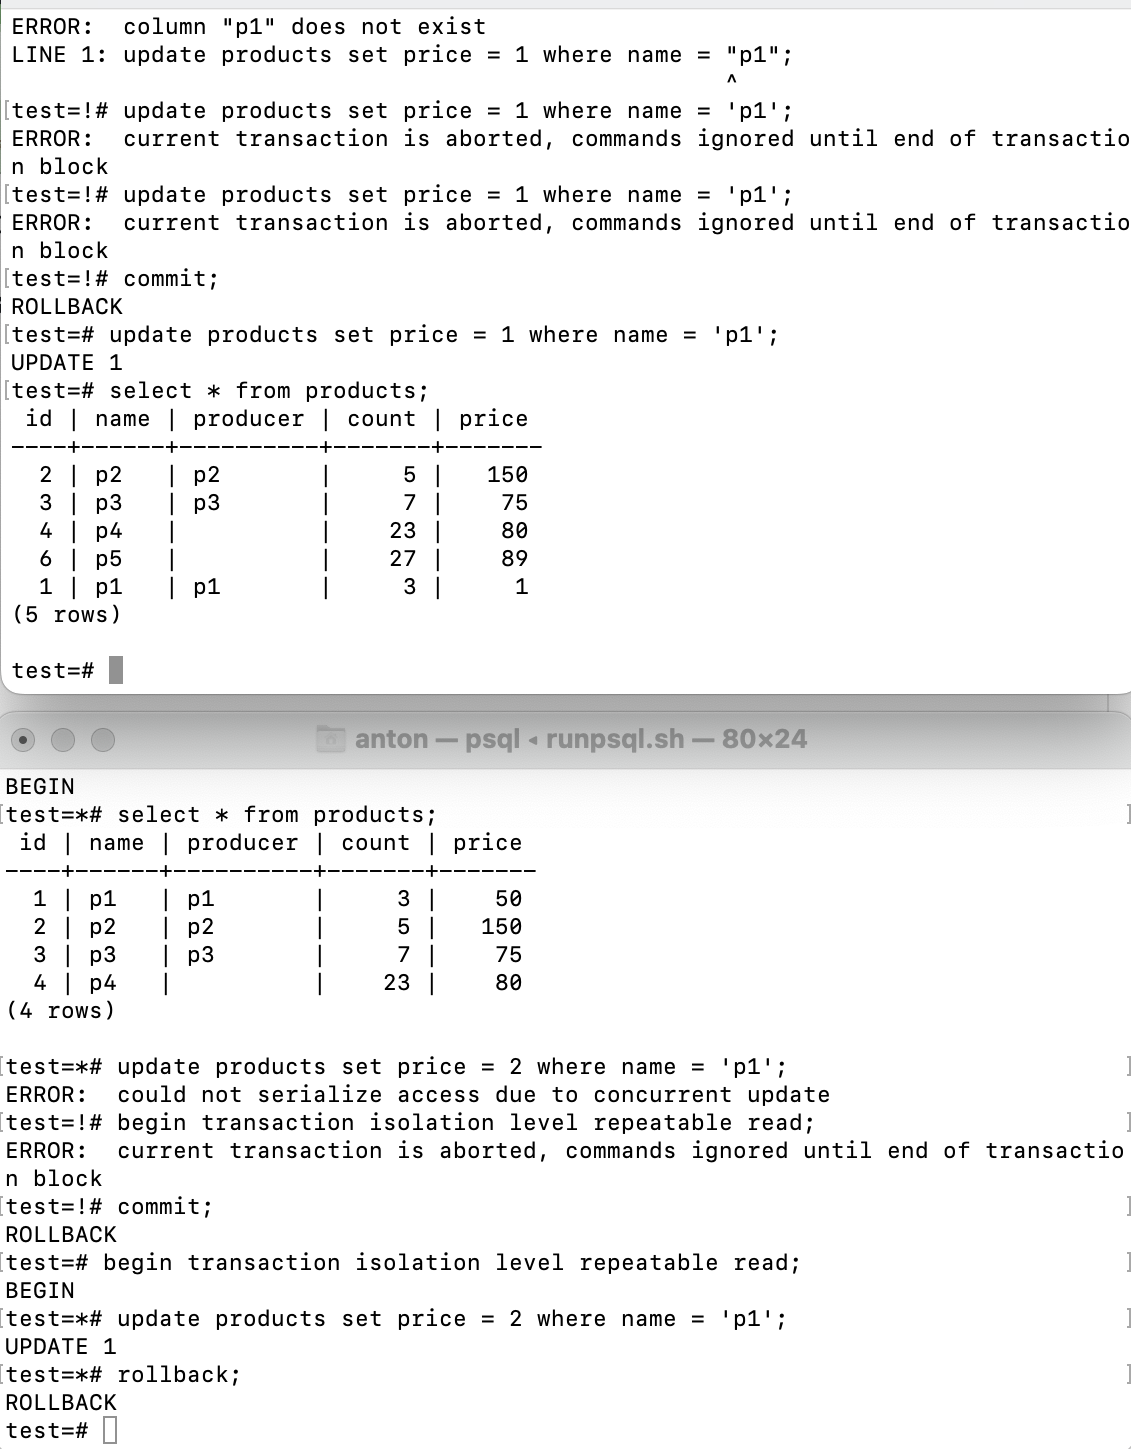 ERROR:  column "p1" does not exist
LINE 1: update products set price = 1 where name = "p1";
                                                   ^
[test=!# update products set price = 1 where name = 'p1';
ERROR:  current transaction is aborted, commands ignored until end of transactio
n block
[test=!# update products set price = 1 where name = 'p1';
ERROR:  current transaction is aborted, commands ignored until end of transactio
n block
[test=!# commit;
ROLLBACK
[test=# update products set price = 1 where name = 'p1';
UPDATE 1
[test=# select * from products;
 id | name | producer | count | price
----+------+----------+-------+-------
  2 | p2   | p2       |     5 |   150
  3 | p3   | p3       |     7 |    75
  4 | p4   |          |    23 |    80
  6 | p5   |          |    27 |    89
  1 | p1   | p1       |     3 |     1
(5 rows)
test=#
anton — psql ◂ runpsql.sh — 80×24
BEGIN
[test=*# select * from products; ]
 id | name | producer | count | price
----+------+----------+-------+-------
  1 | p1   | p1       |     3 |    50
  2 | p2   | p2       |     5 |   150
  3 | p3   | p3       |     7 |    75
  4 | p4   |          |    23 |    80
(4 rows)
[test=*# update products set price = 2 where name = 'p1'; ]
ERROR:  could not serialize access due to concurrent update
[test=!# begin transaction isolation level repeatable read; ]
ERROR:  current transaction is aborted, commands ignored until end of transactio
n block
[test=!# commit; ]
ROLLBACK
[test=# begin transaction isolation level repeatable read; ]
BEGIN
[test=*# update products set price = 2 where name = 'p1'; ]
UPDATE 1
[test=*# rollback; ]
ROLLBACK
test=#